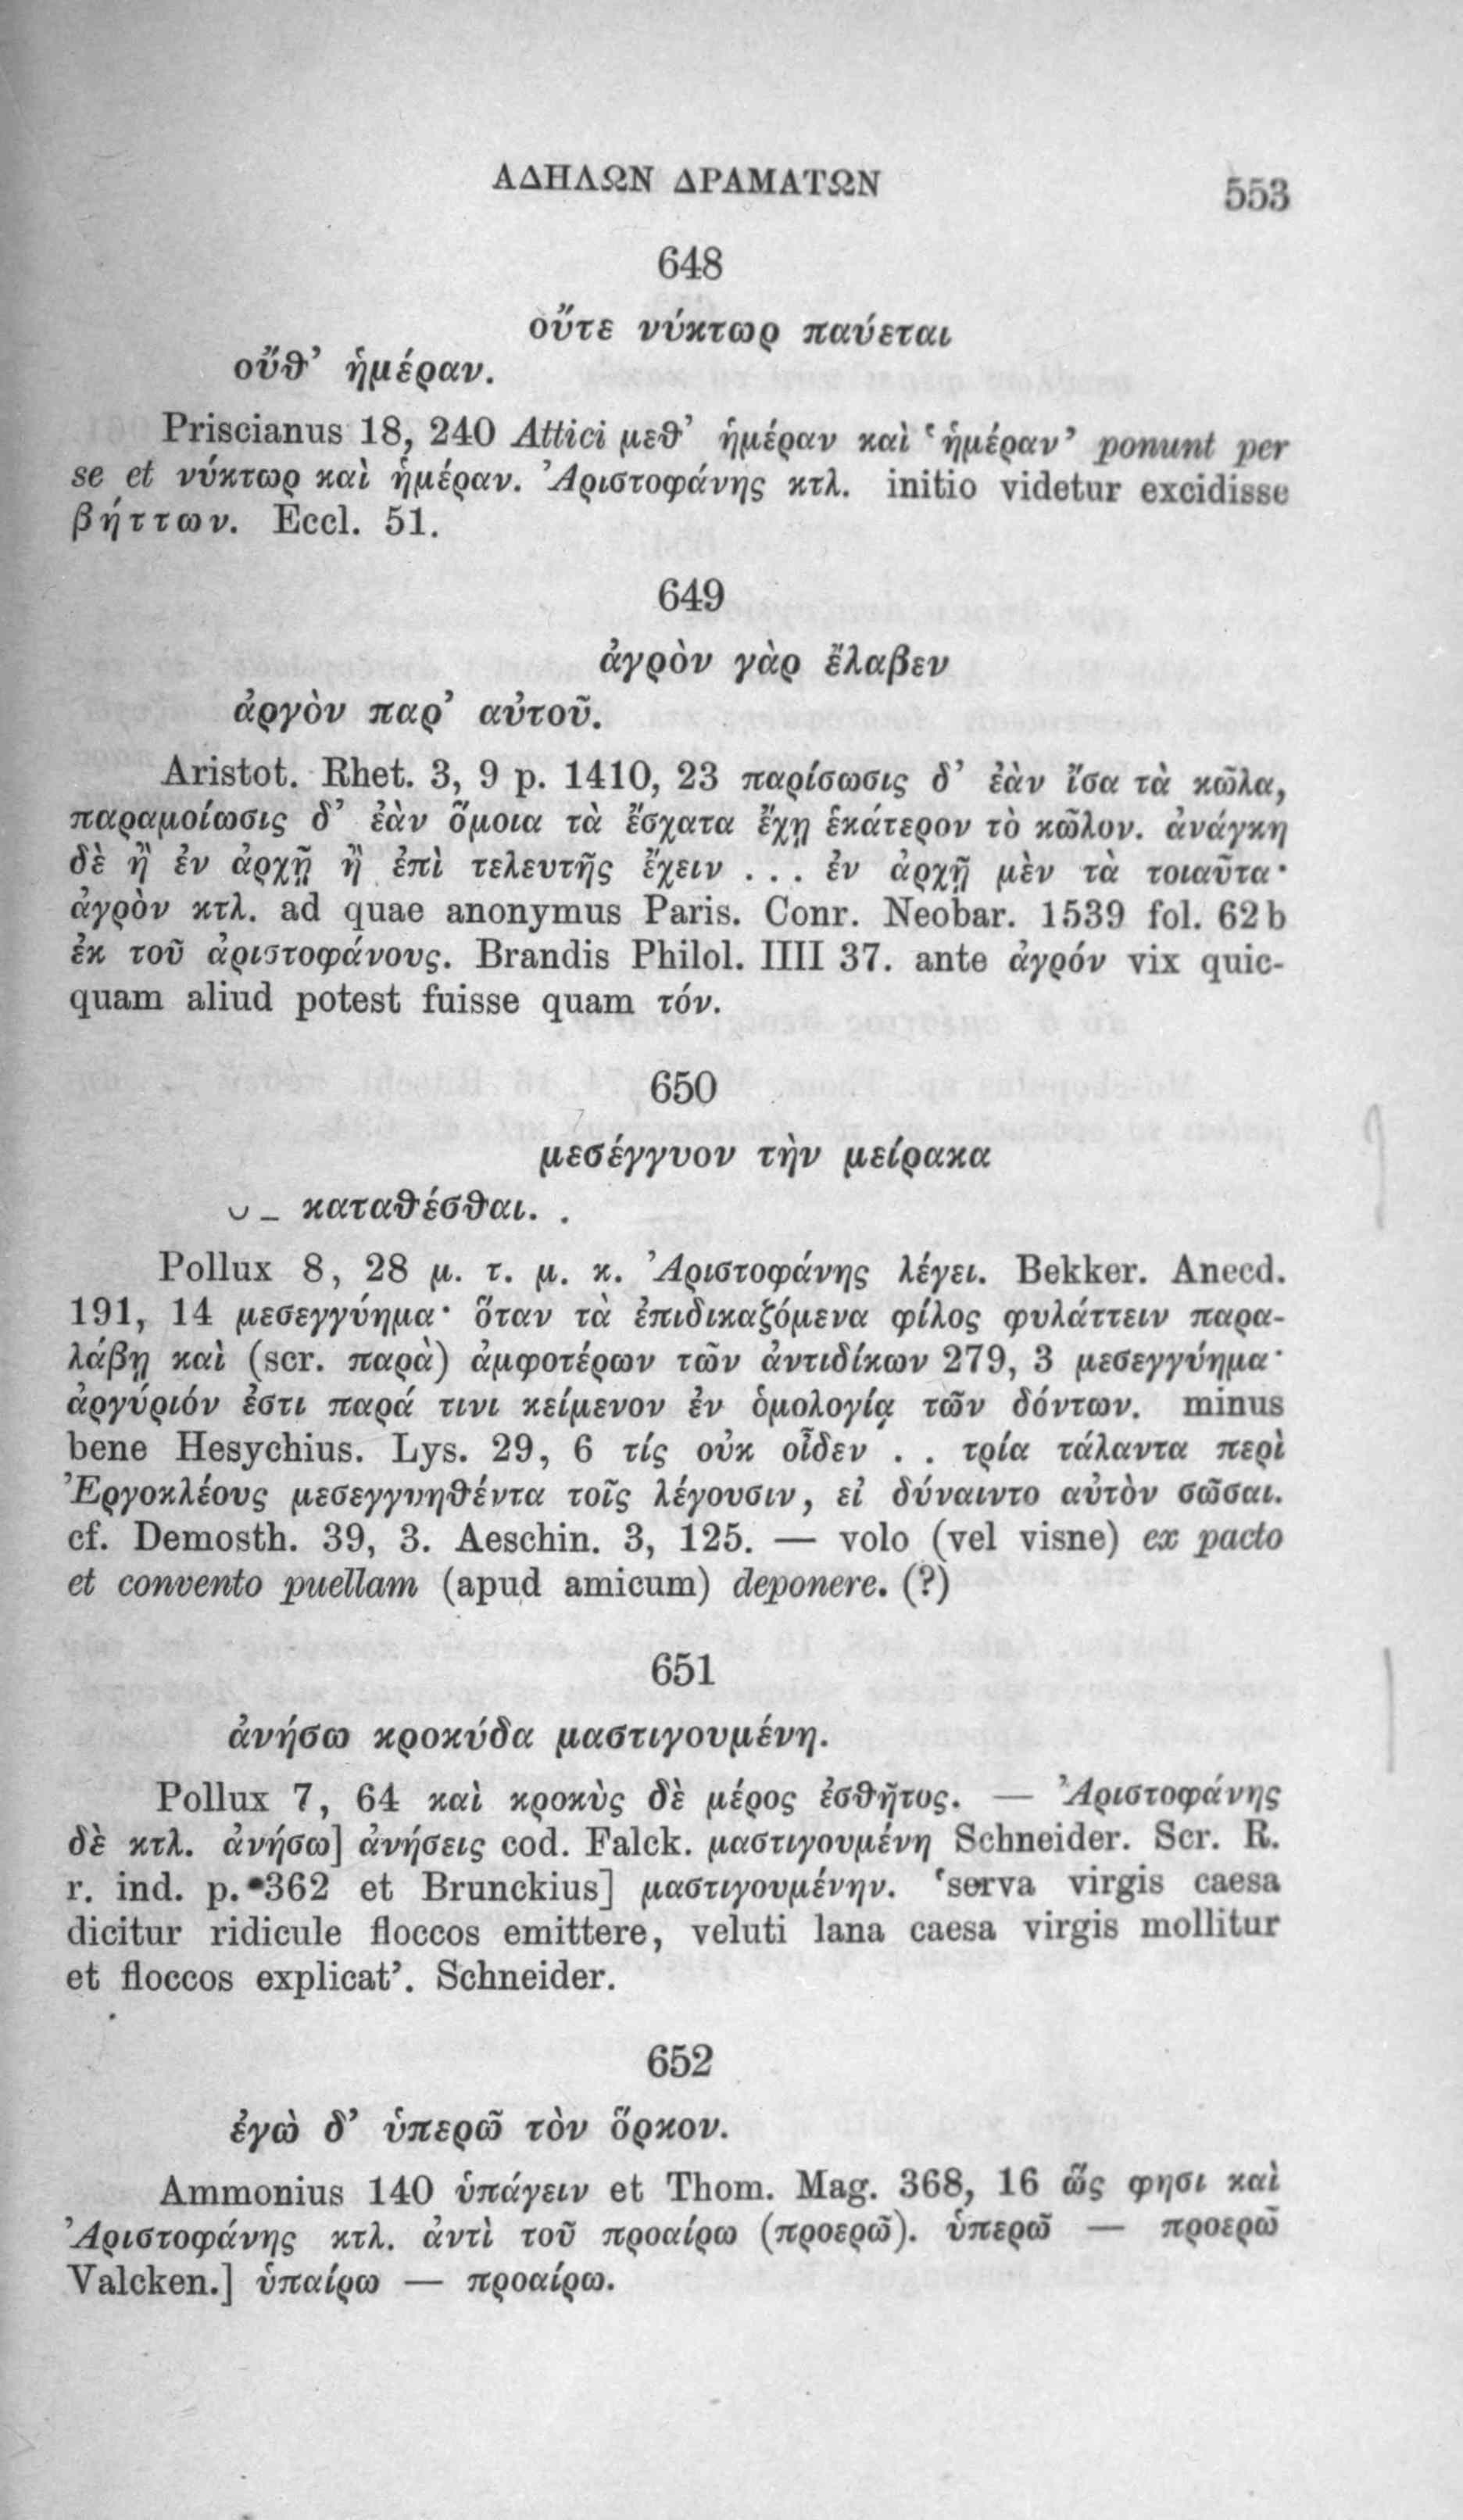 ΑΔΗΛΩΝ ΔΡΑΜΑΤΩΝ 553
648
οὔτε νύκτωρ παύεται
οὔθ’ ἡμέραν.
Priscianus 18, 240 Attici μεθ’ ἡμέραν καὶ ‘ἡμέραν’ ponunt per
se et νύκτωρ καὶ ἡμέραν. Ἀριστοφάνης κτλ. initio videtur excidisse
βήττων. Eccl. 51.
649
ἀγρὸν γὰρ ἔλαβεν
ἀργὸν παρ’ αὐτοῦ.
Aristot. Rhet. 3, 9 p. 1410, 23 παρίσωσις δ’ ἐὰν ἴσα τὰ κῶλα,
παραμοίωσις δ’ ἐὰν ὅμοια τὰ ἔσχατα ἔχῃ ἑκάτερον τὸ κῶλον. ἀνάγκη
δὲ ἢ ἐν ἀρχῇ ἢ ἐπὶ τελευτῆς ἔχειν ... ἐν ἀρχῇ μὲν τὰ τοιαῦτα·
ἀγρὸν κτλ. ad quae anonymus Paris. Conr. Neobar. 1539 fol. 62 b
ἐκ τοῦ ἀριστοφάνους. Brandis Philol. IIII 37. ante ἀγρόν vix quic-
quam aliud potest fuisse quam τόν.
650
μεσέγγυον τὴν μείρακα
⏑ – καταθέσθαι. .
Pollux 8, 28 μ. τ. μ. κ. Ἀριστοφάνης λέγει. Bekker. Anecd.
191, 14 μεσεγγύημα· ὅταν τὰ ἐπιδικαζόμενα φίλος φυλάττειν παρα-
λάβῃ καὶ (scr. παρὰ) ἀμφοτέρων τῶν ἀντιδίκων 279, 3 μεσεγγύημα·
ἀργύριόν ἐστι παρά τινι κείμενον ἐν ὁμολογίᾳ τῶν δόντων. minus
bene Hesychius. Lys. 29, 6 τίς οὐκ οἶδεν . . τρία τάλαντα περὶ
Ἐργοκλέους μεσεγγυηθέντα τοῖς λέγουσιν, εἰ δύναιντο αὐτὸν σῶσαι.
cf. Demosth. 39, 3. Aeschin. 3, 125. — volo (vel visne) ex pacto
et convento puellam (apud amicum) deponere. (?)
651
ἀνήσω κροκύδα μαστιγουμένη.
Pollux 7, 64 καὶ κροκὺς δὲ μέρος ἐσθῆτος. — Ἀριστοφάνης
δὲ κτλ. ἀνήσω] ἀνήσεις cod. Falck. μαστιγουμένη Schneider. Scr. R.
r. ind. p. 362 et Brunckius] μαστιγουμένην. ‘serva virgis caesa
dicitur ridicule floccos emittere, veluti lana caesa virgis mollitur
et floccos explicat’. Schneider.
652
ἐγὼ δ’ ὑπερῶ τὸν ὅρκον.
Ammonius 140 ὑπάγειν et Thom. Mag. 368, 16 ὥς φησι καὶ
Ἀριστοφάνης κτλ. ἀντὶ τοῦ προαίρω (προερῶ). ὑπερῶ — προερῶ
Valcken.] ὑπαίρω — προαίρω.